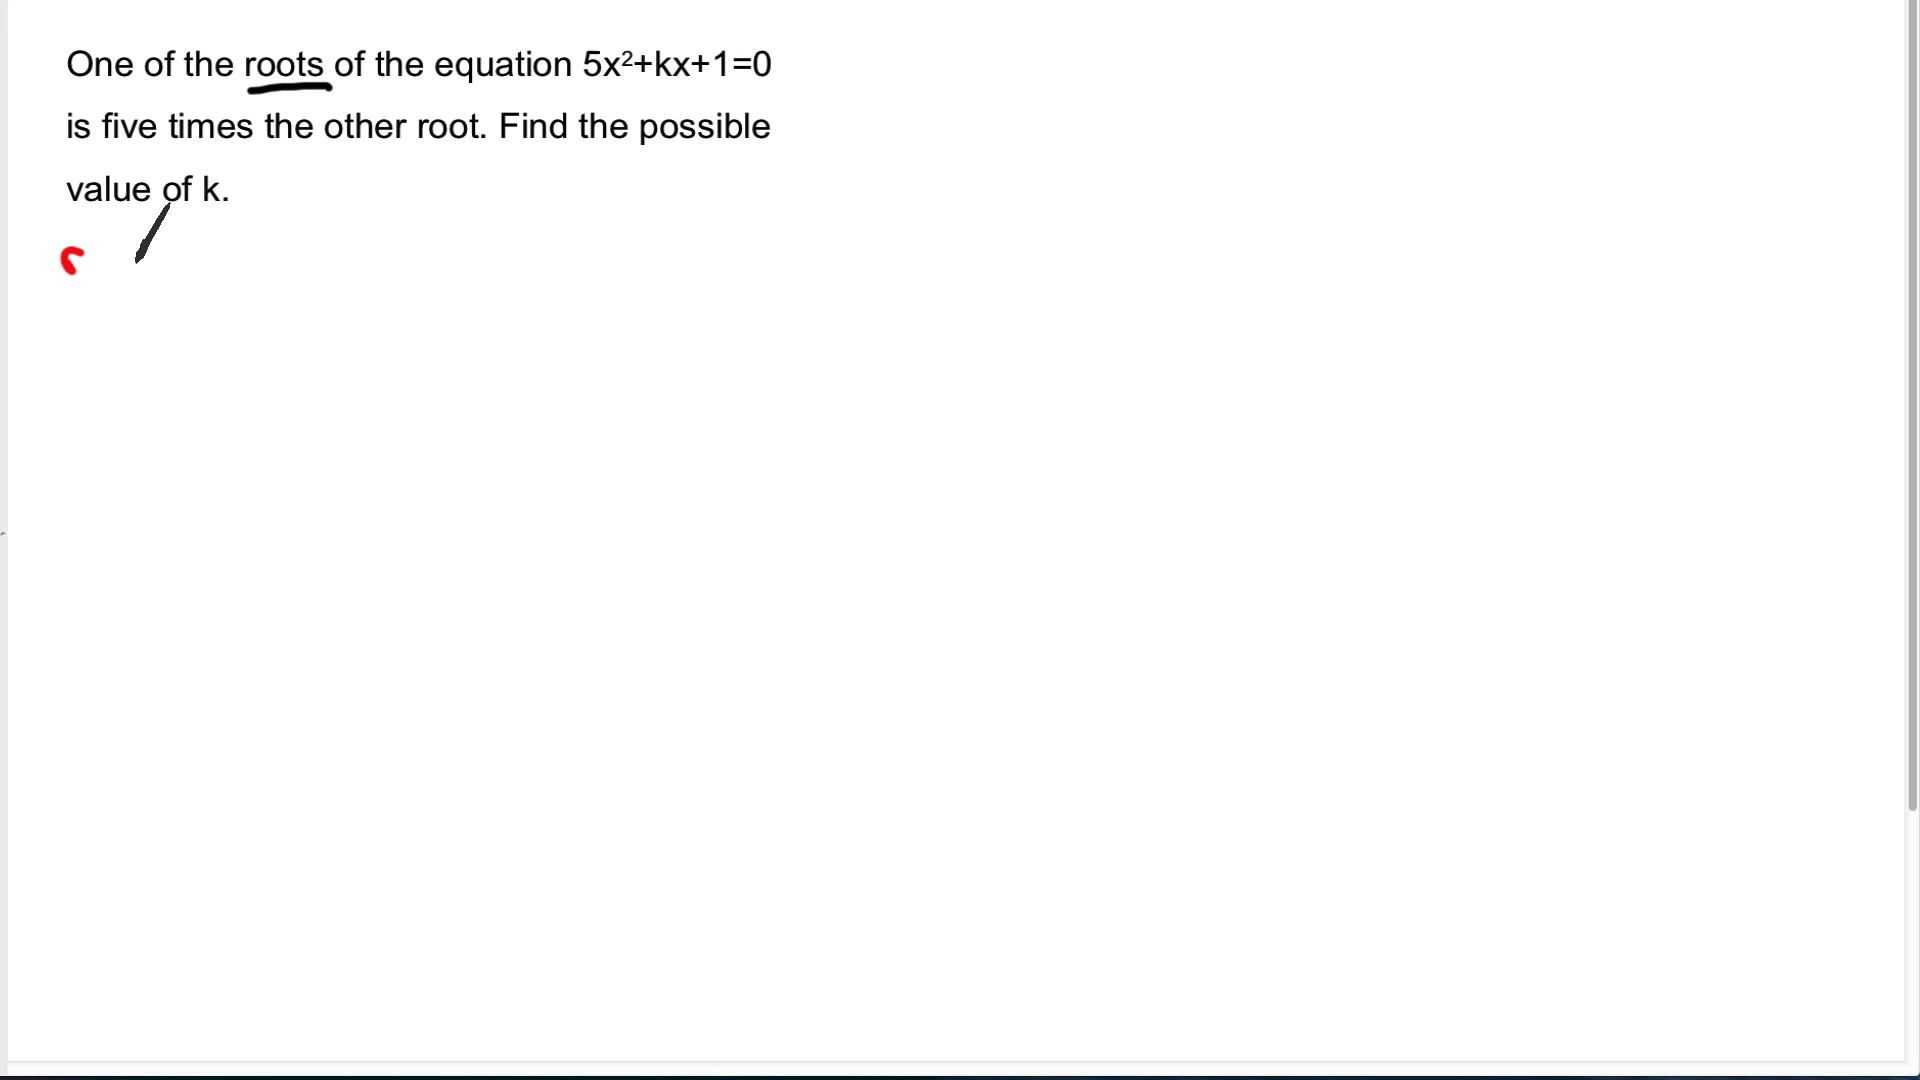 One of the roots of the equation 5x²+kx+1=0
is five times the other root. Find the possible
value of k.